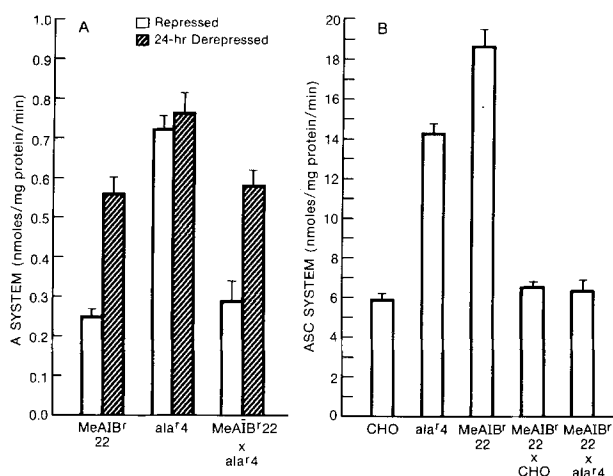 A
Repressed
24-hr Derepressed
A SYSTEM (nmoles/mg protein/min)
1.0
0.9
0.8
0.7
0.6
0.5
0.4
0.3
0.2
0.1
0.0
MeAIBʳ
22
alaʳ4
MeAIBʳ22
x
alaʳ4
B
ASC SYSTEM (nmoles/mg protein/min)
20
18
16
14
12
10
8
6
4
2
0
CHO
alaʳ4
MeAIBʳ
22
MeAIBʳ
22
x
CHO
MeAIBʳ
22
x
alaʳ4